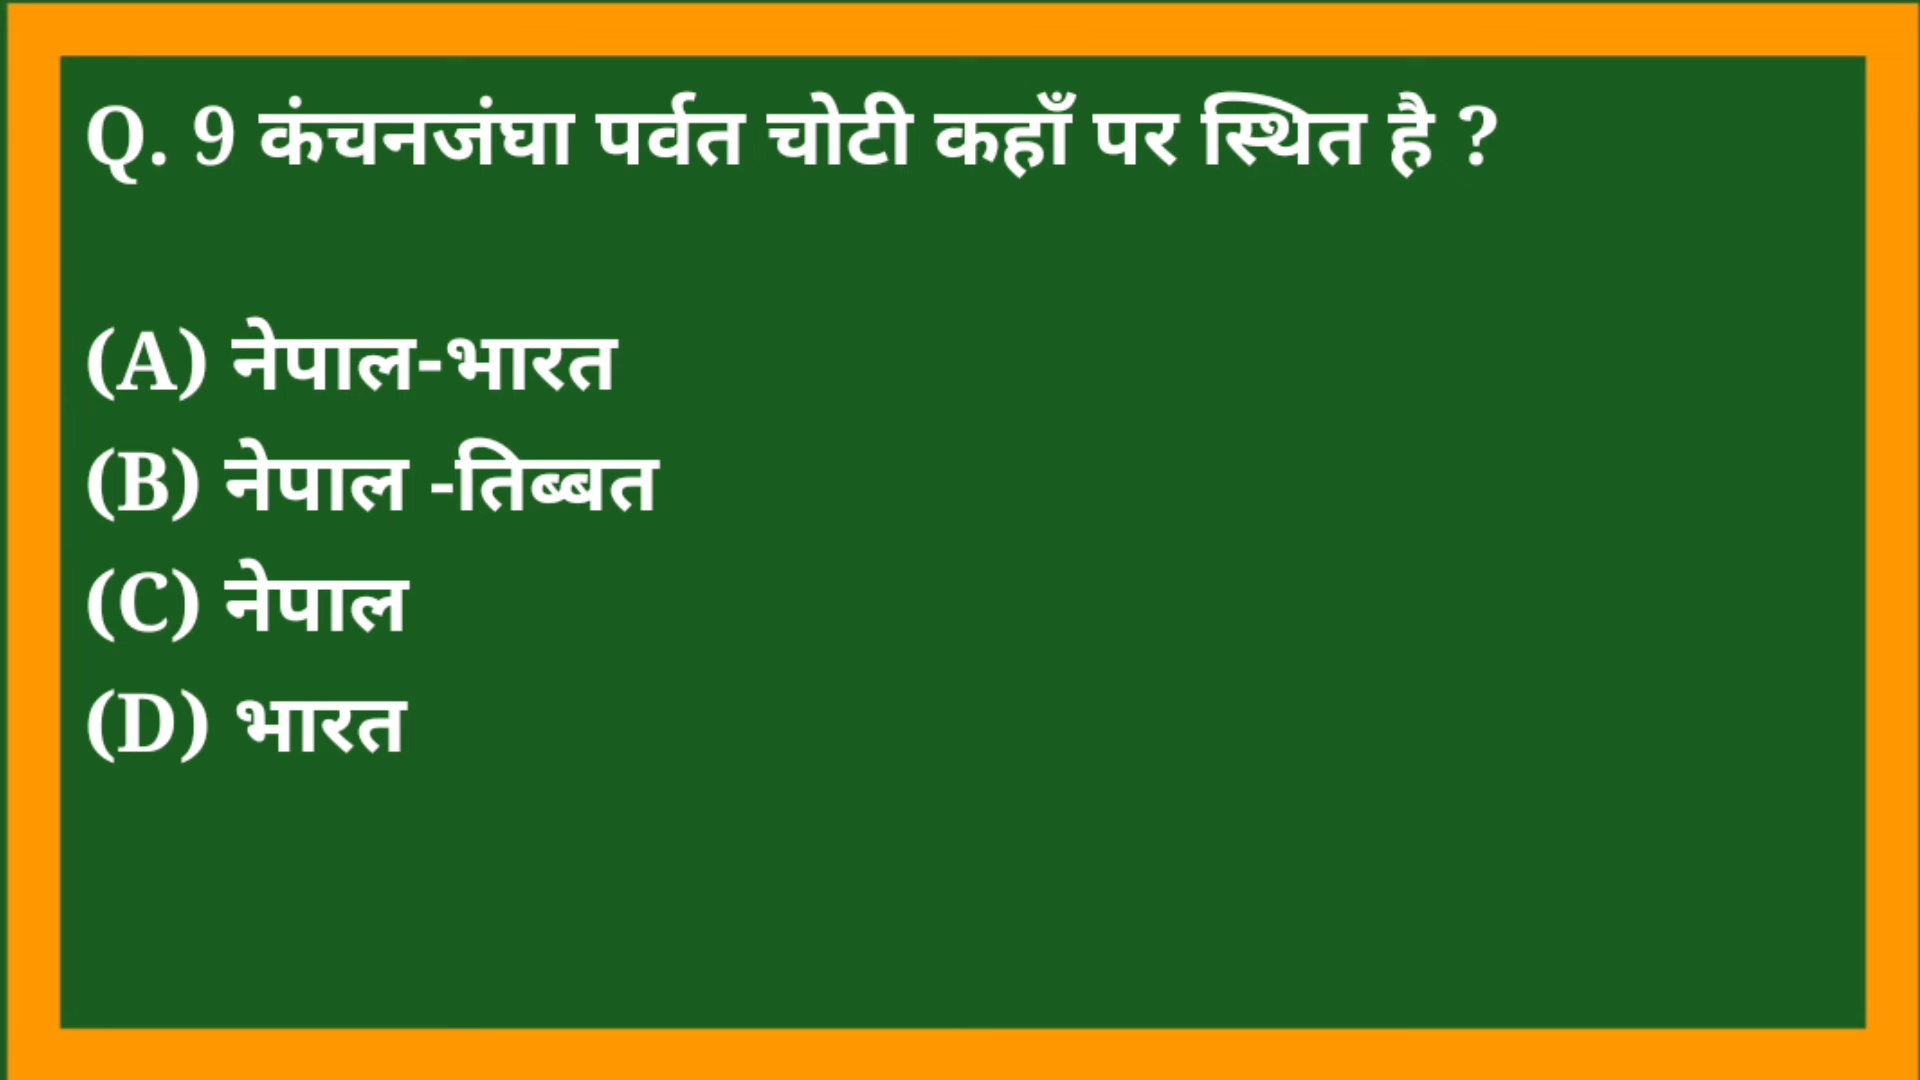 Q. 9 कंचनजंघा पर्वत चोटी कहाँ पर स्थित है ?
(A) नेपाल-भारत
(B) नेपाल -तिब्बत
(C) नेपाल
(D) भारत